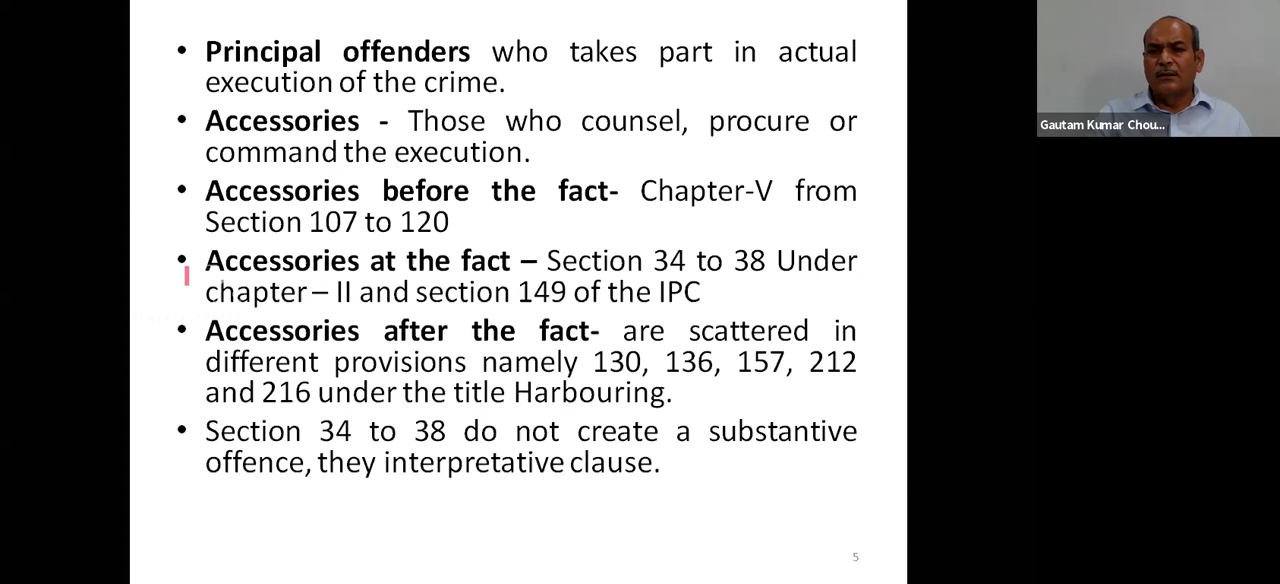 • Principal offenders who takes part in actual
execution of the crime.
• Accessories - Those who counsel, procure or
command the execution.
• Accessories before the fact- Chapter-V from
Section 107 to 120
• Accessories at the fact – Section 34 to 38 Under
chapter – II and section 149 of the IPC
• Accessories after the fact- are scattered in
different provisions namely 130, 136, 157, 212
and 216 under the title Harbouring.
• Section 34 to 38 do not create a substantive
offence, they interpretative clause.
5
Gautam Kumar Chou...